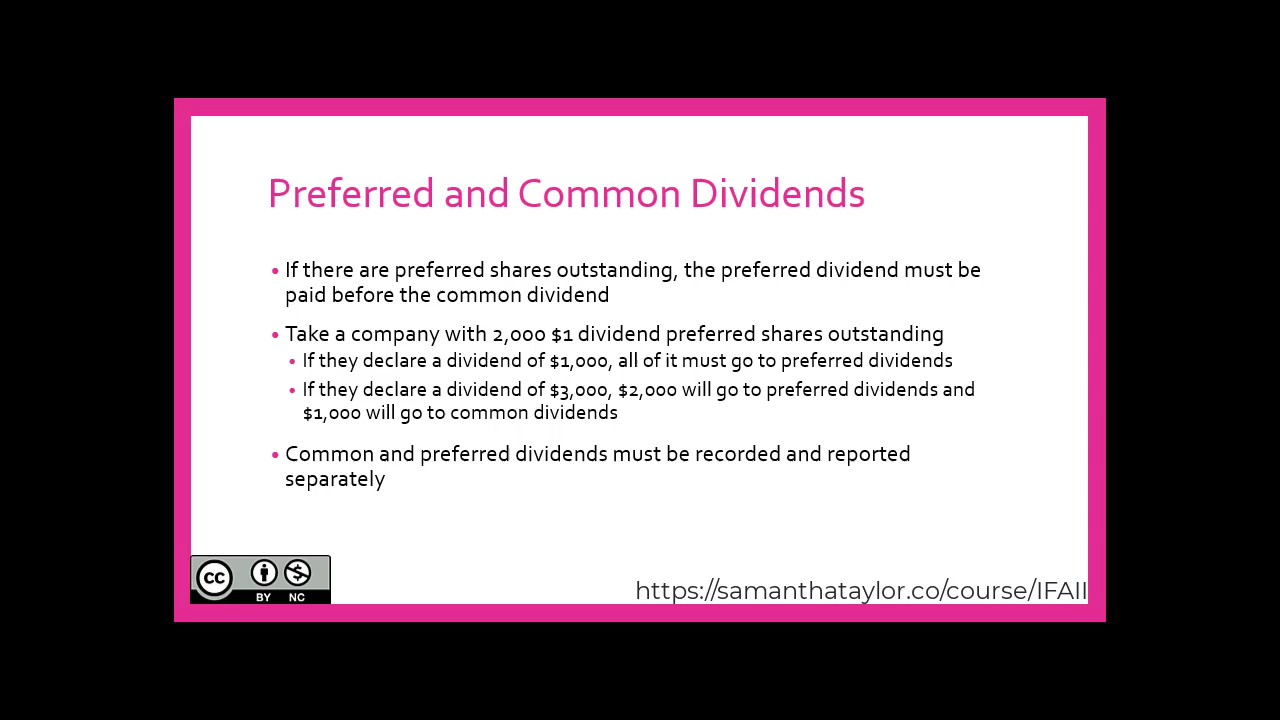 Preferred and Common Dividends
• If there are preferred shares outstanding, the preferred dividend must be
paid before the common dividend
• Take a company with 2,000 $1 dividend preferred shares outstanding
• If they declare a dividend of $1,000, all of it must go to preferred dividends
• If they declare a dividend of $3,000, $2,000 will go to preferred dividends and
$1,000 will go to common dividends
• Common and preferred dividends must be recorded and reported
separately
cc
BY NC
https://samanthataylor.co/course/IFAII